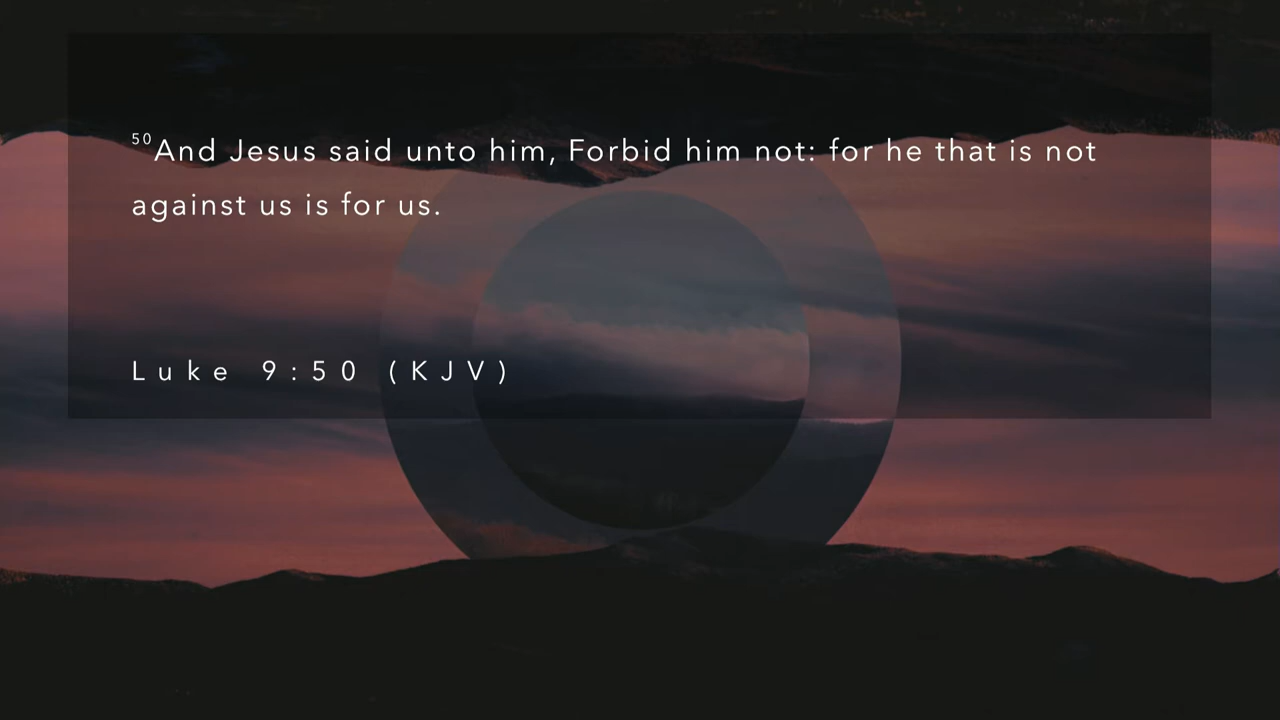 50And Jesus said unto him, Forbid him not: for he that is not
against us is for us.
Luke 9:50 (KJV)